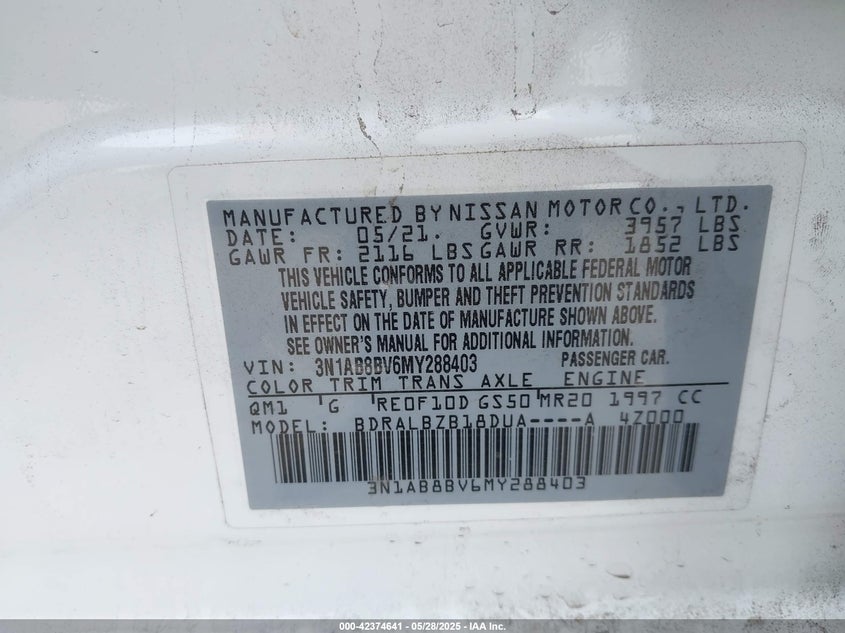 MANUFACTURED BY NISSAN MOTOR CO., LTD.
DATE: 05/21. GVWR: 3957 LBS
GAWR FR: 2116 LBS GAWR RR: 1852 LBS
THIS VEHICLE CONFORMS TO ALL APPLICABLE FEDERAL MOTOR
VEHICLE SAFETY, BUMPER AND THEFT PREVENTION STANDARDS
IN EFFECT ON THE DATE OF MANUFACTURE SHOWN ABOVE.
SEE OWNER'S MANUAL FOR ADDITIONAL INFORMATION.
VIN: 3N1AB8BV6MY288403 PASSENGER CAR.
COLOR TRIM TRANS AXLE ENGINE
QM1 G RE0F10D GS50 MR20 1997 CC
MODEL: BDRALBZB18DUA----A 4Z000
3N1AB8BV6MY288403
000-42374641 - 05/28/2025 - IAA Inc.